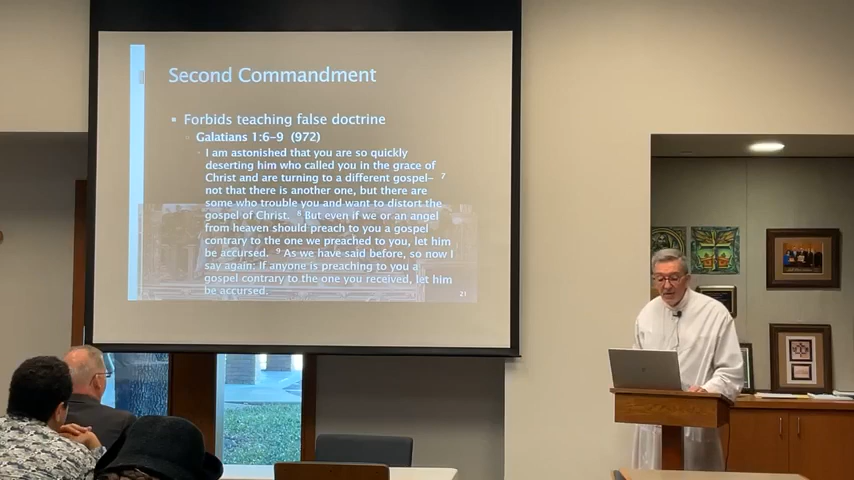 Second Commandment
▪ Forbids teaching false doctrine
Galatians 1:6-9 (972)
I am astonished that you are so quickly
deserting him who called you in the grace of
Christ and are turning to a different gospel– 7
not that there is another one, but there are
some who trouble you and want to distort the
gospel of Christ. 8 But even if we or an angel
from heaven should preach to you a gospel
contrary to the one we preached to you, let him
be accursed. 9 As we have said before, so now I
say again: If anyone is preaching to you a
gospel contrary to the one you received, let him
be accursed.
21